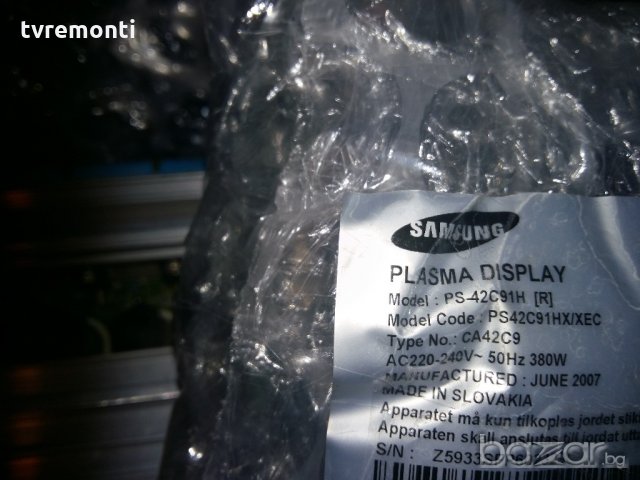 tvremonti
SAMSUNG
PLASMA DISPLAY
Model : PS-42C91H [R]
Model Code : PS42C91HX/XEC
Type No.: CA42C9
AC220-240V~ 50Hz 380W
MANUFACTURED : JUNE 2007
MADE IN SLOVAKIA
Apparatet må kun tilkoples jordet
Apparaten skall anslutas till jordat
S/N :
bazar.bg